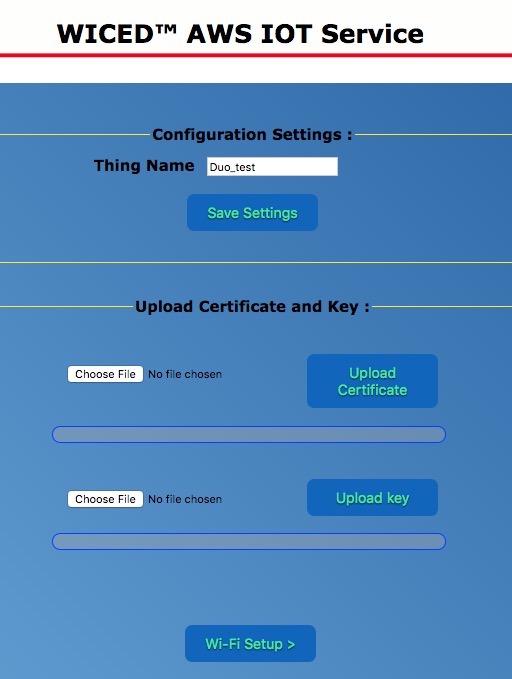 WICED™ AWS IOT Service
Configuration Settings :
Thing Name Duo_test
Save Settings
Upload Certificate and Key :
Choose File No file chosen
Upload
Certificate
Choose File No file chosen
Upload key
Wi-Fi Setup >